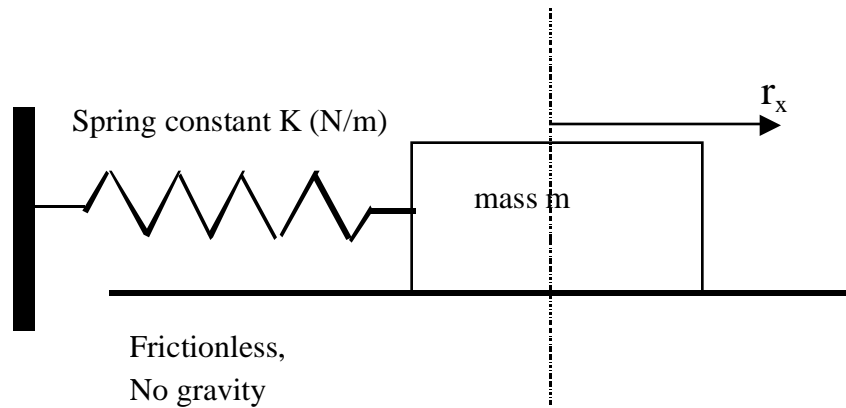 r_x
Spring constant K (N/m)
mass m
Frictionless,
No gravity